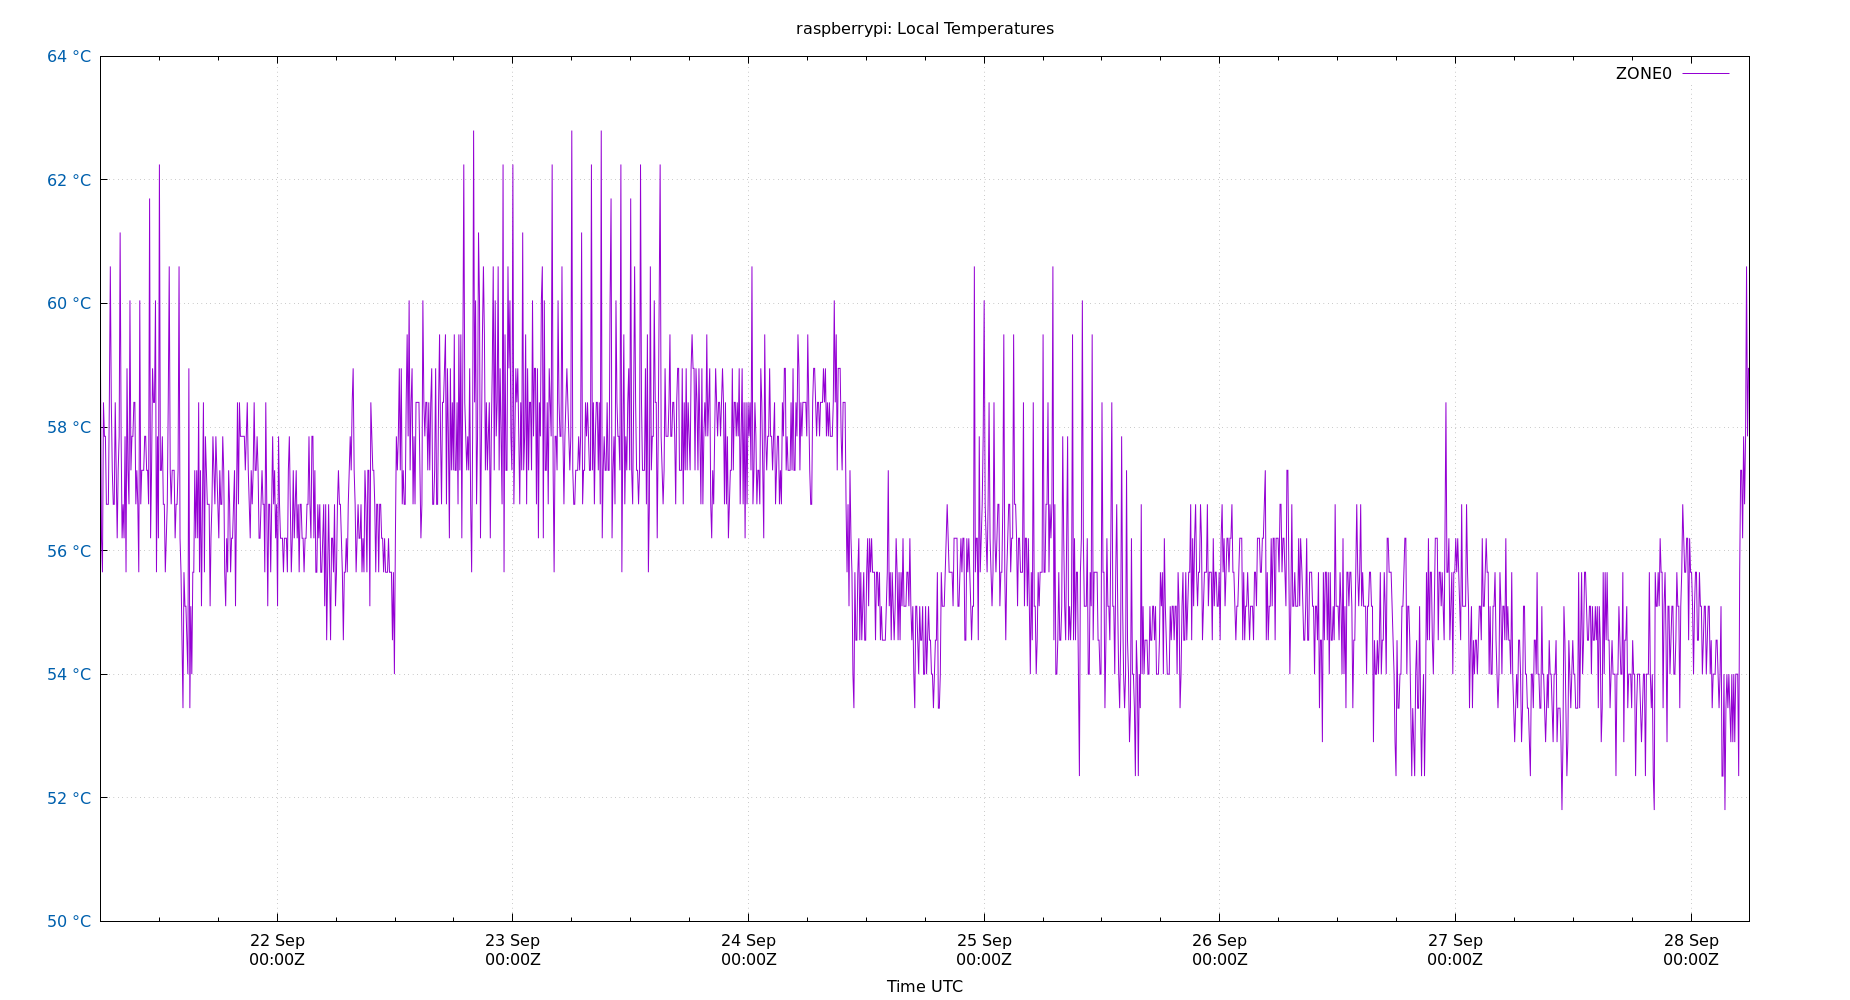 raspberrypi: Local Temperatures
ZONE0
64 °C
62 °C
60 °C
58 °C
56 °C
54 °C
52 °C
50 °C
22 Sep 23 Sep 24 Sep 25 Sep 26 Sep 27 Sep 28 Sep
00:00Z 00:00Z 00:00Z 00:00Z 00:00Z 00:00Z 00:00Z
Time UTC